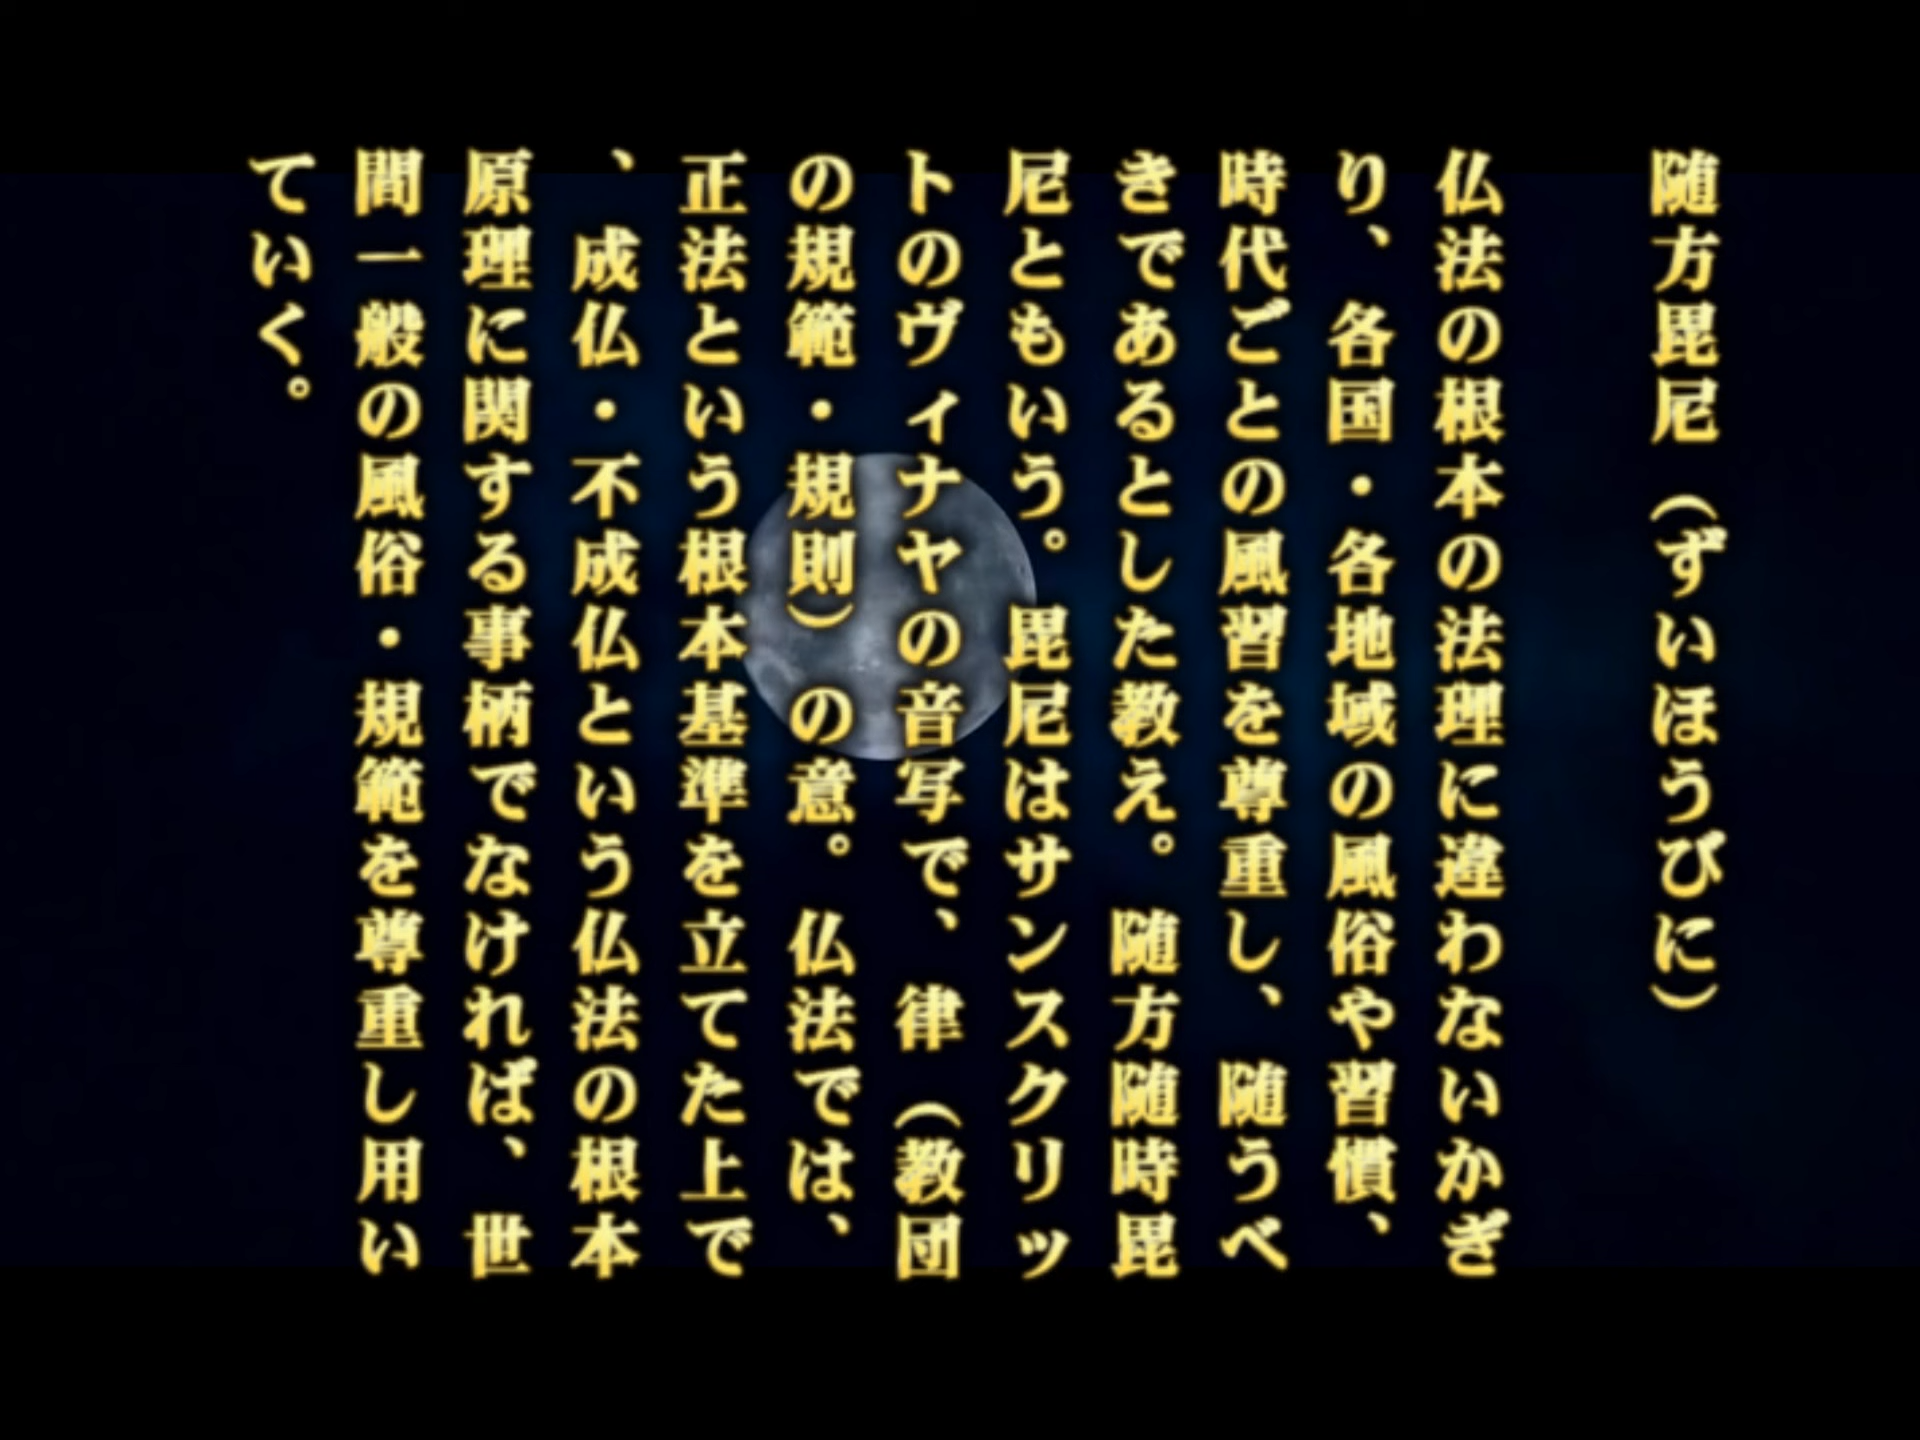 随方毘尼（ずいほうびに）
仏法の根本の法理に違わないかぎ
り、各国・各地域の風俗や習慣、
時代ごとの風習を尊重し、随うべ
きであるとした教え。随方随時毘
尼ともいう。毘尼はサンスクリッ
トのヴィナヤの音写で、律（教団
の規範・規則）の意。仏法では、
正法という根本基準を立てた上で
、成仏・不成仏という仏法の根本
原理に関する事柄でなければ、世
間一般の風俗・規範を尊重し用い
ていく。